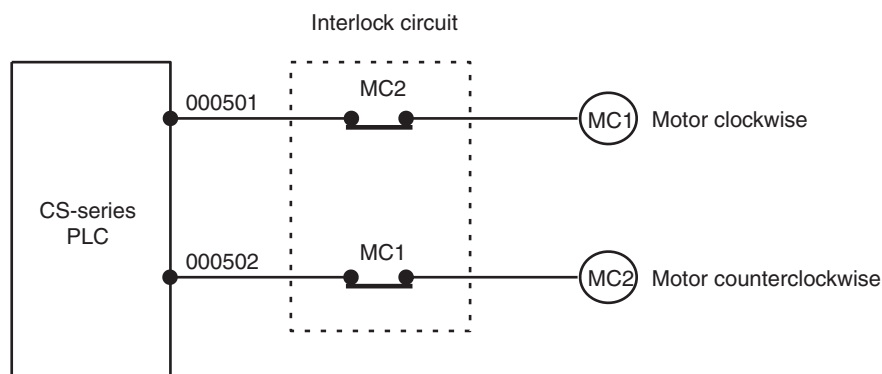 Interlock circuit
000501
MC2
MC1
Motor clockwise
CS-series
PLC
000502
MC1
MC2
Motor counterclockwise